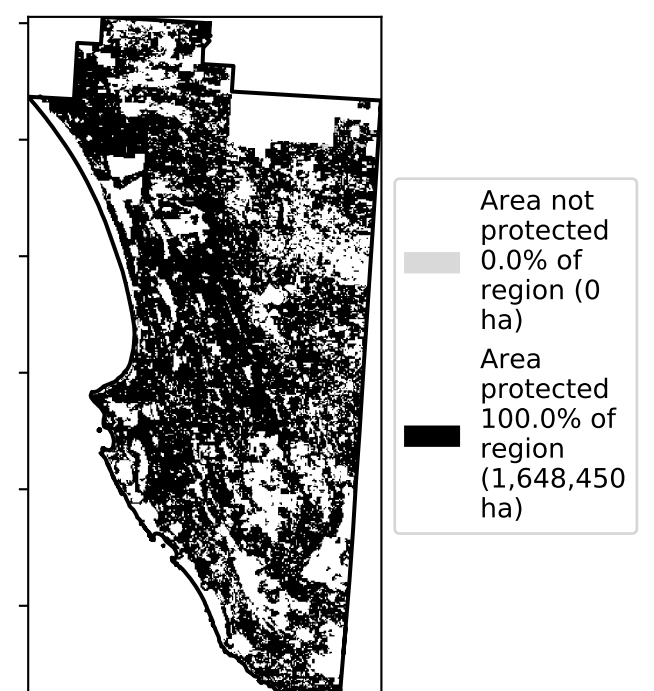 Area not
protected
0.0% of
region (0
ha)
Area
protected
100.0% of
region
(1,648,450
ha)